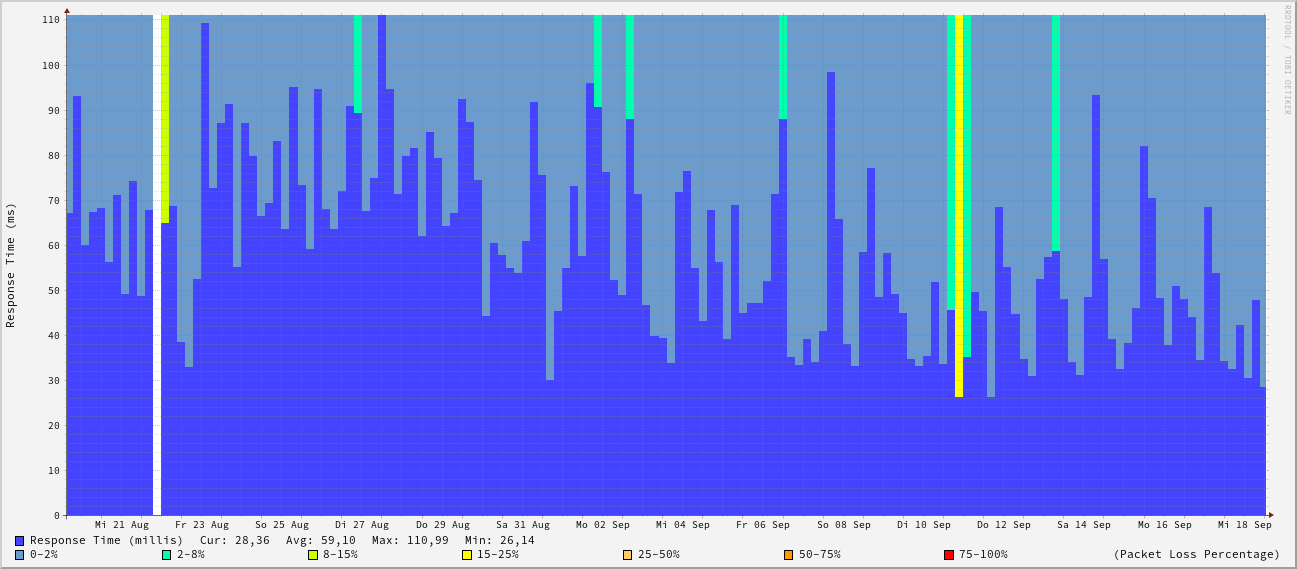 RRDTOOL / TOBI OETIKER
Response Time (ms)
110
100
90
80
70
60
50
40
30
20
10
0
Mi 21 Aug Fr 23 Aug So 25 Aug Di 27 Aug Do 29 Aug Sa 31 Aug Mo 02 Sep Mi 04 Sep Fr 06 Sep So 08 Sep Di 10 Sep Do 12 Sep Sa 14 Sep Mo 16 Sep Mi 18 Sep
Response Time (millis) Cur: 28,36 Avg: 59,10 Max: 110,99 Min: 26,14
0-2% 2-8% 8-15% 15-25% 25-50% 50-75% 75-100% (Packet Loss Percentage)